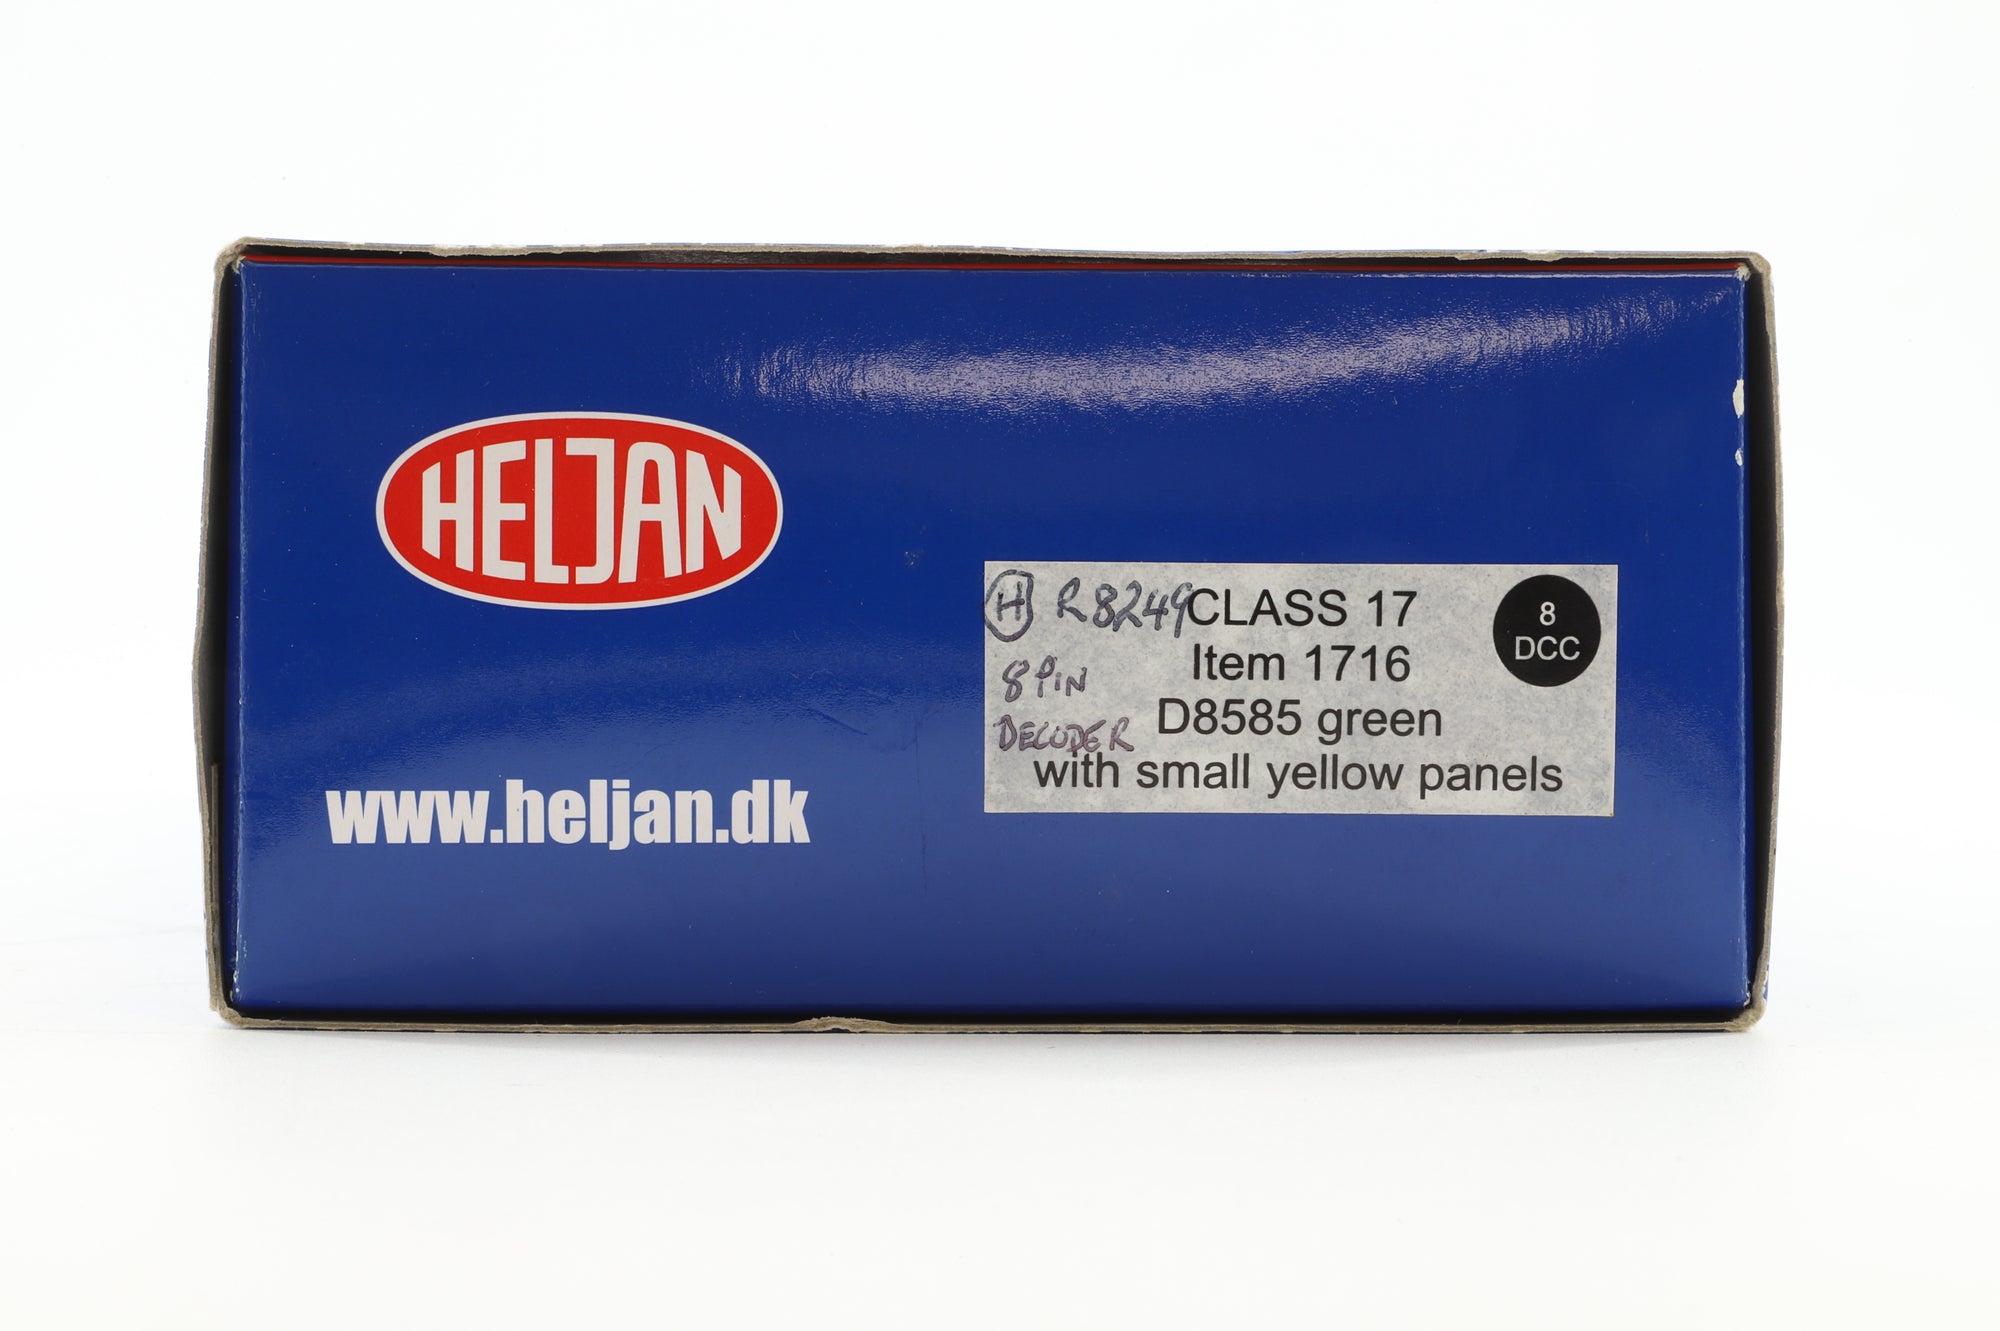 HELJAN
www.heljan.dk
H R8249 CLASS 17
8 PIN Item 1716
DECODER D8585 green
with small yellow panels
8
DCC